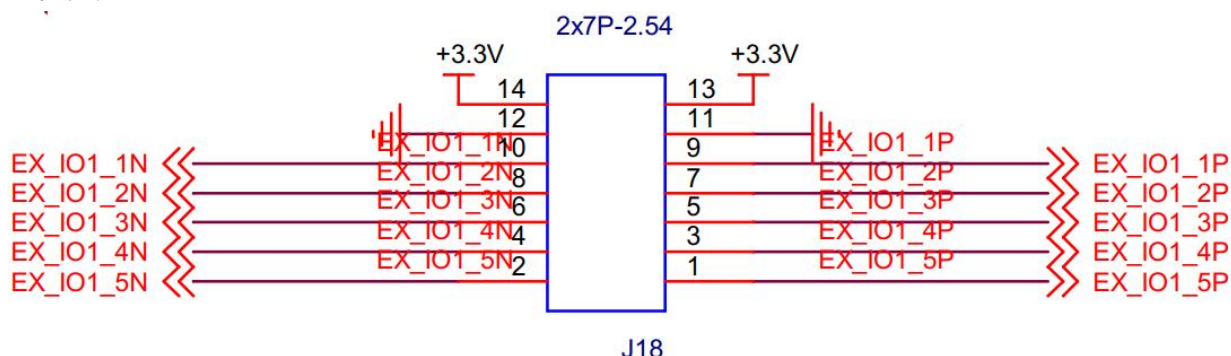 2x7P-2.54
+3.3V +3.3V
14 13
12 11
EX_IO1_1N EX_IO1_1P
EX_IO1_1N 10 9 EX_IO1_1P
EX_IO1_2N EX_IO1_2P
EX_IO1_2N 8 7 EX_IO1_2P
EX_IO1_3N EX_IO1_3P
EX_IO1_3N 6 5 EX_IO1_3P
EX_IO1_4N EX_IO1_4P
EX_IO1_4N 4 3 EX_IO1_4P
EX_IO1_5N EX_IO1_5P
EX_IO1_5N 2 1 EX_IO1_5P
J18